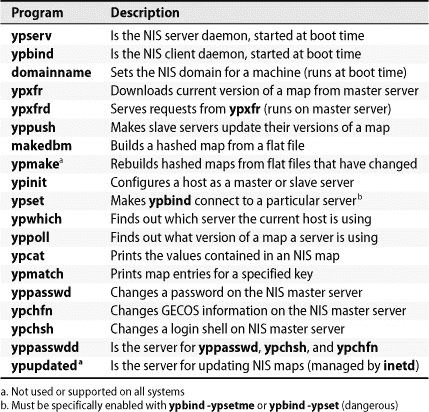 Program Description
ypserv Is the NIS server daemon, started at boot time
ypbind Is the NIS client daemon, started at boot time
domainname Sets the NIS domain for a machine (runs at boot time)
ypxfr Downloads current version of a map from master server
ypxfrd Serves requests from ypxfr (runs on master server)
yppush Makes slave servers update their versions of a map
makedbm Builds a hashed map from a flat file
ypmake a Rebuilds hashed maps from flat files that have changed
ypinit Configures a host as a master or slave server
ypset Makes ypbind connect to a particular server b
ypwhich Finds out which server the current host is using
yppoll Finds out what version of a map a server is using
ypcat Prints the values contained in an NIS map
ypmatch Prints map entries for a specified key
yppasswd Changes a password on the NIS master server
ypchfn Changes GECOS information on the NIS master server
ypchsh Changes a login shell on NIS master server
yppasswdd Is the server for yppasswd, ypchsh, and ypchfn
ypupdated a Is the server for updating NIS maps (managed by inetd)
a. Not used or supported on all systems
b. Must be specifically enabled with ypbind -ypsetme or ypbind -ypset (dangerous)